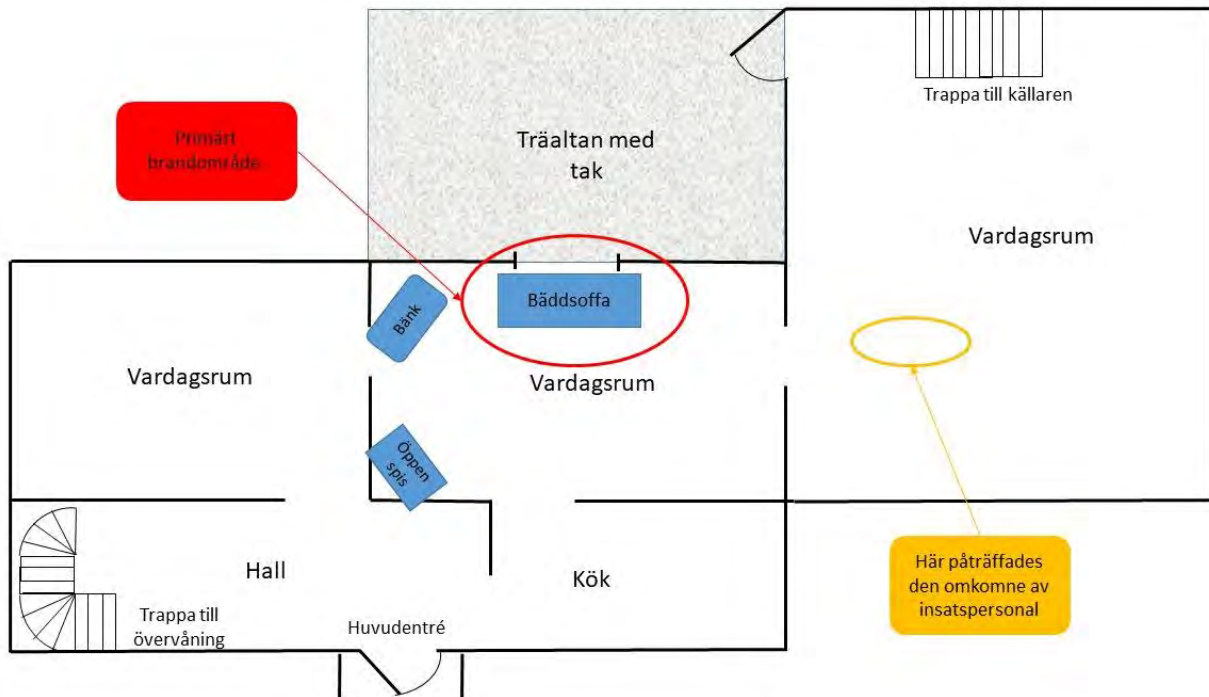 Trappa till källaren
Primärt
brandområde
Träaltan med
tak
Vardagsrum
Bäddsoffa
Bänk
Vardagsrum
Vardagsrum
Öppen
spis
Hall
Kök
Här påträffades
den omkomne av
insatspersonal
Trappa till
övervåning
Huvudentré